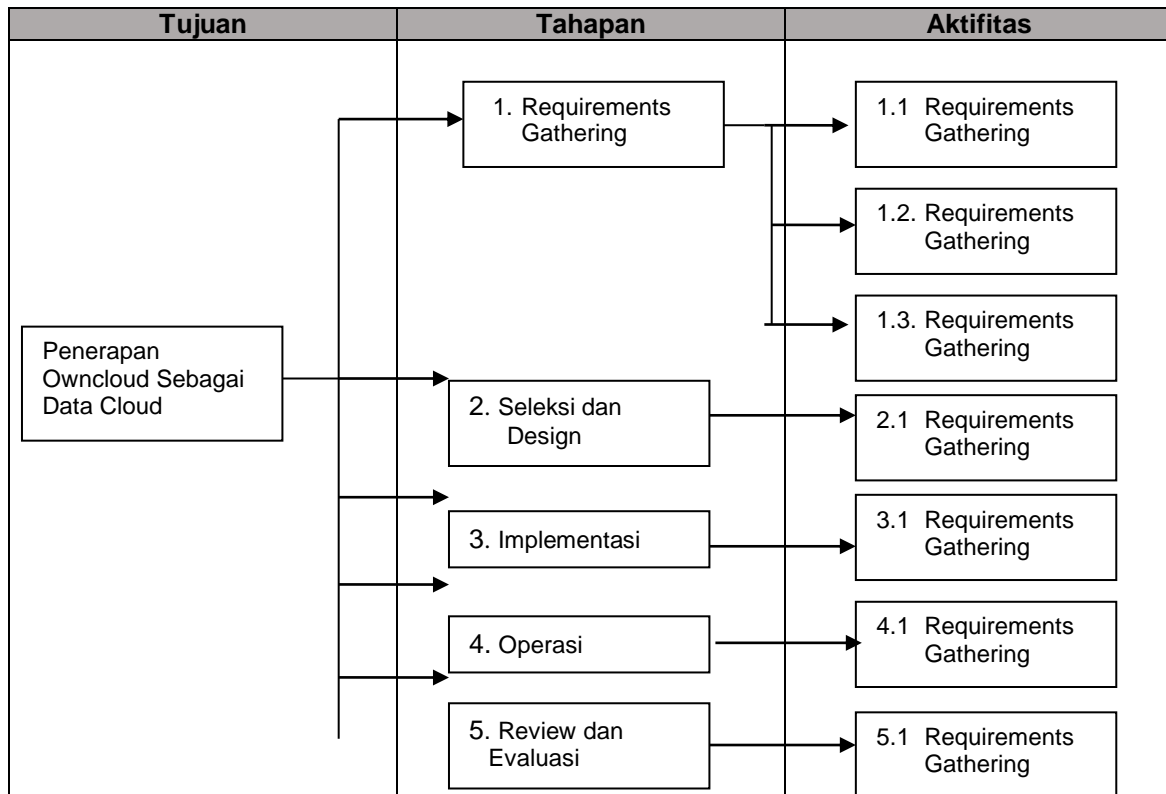 Tujuan
Tahapan
Aktifitas
Penerapan
Owncloud Sebagai
Data Cloud
1. Requirements
Gathering
2. Seleksi dan
Design
3. Implementasi
4. Operasi
5. Review dan
Evaluasi
1.1 Requirements
Gathering
1.2. Requirements
Gathering
1.3. Requirements
Gathering
2.1 Requirements
Gathering
3.1 Requirements
Gathering
4.1 Requirements
Gathering
5.1 Requirements
Gathering